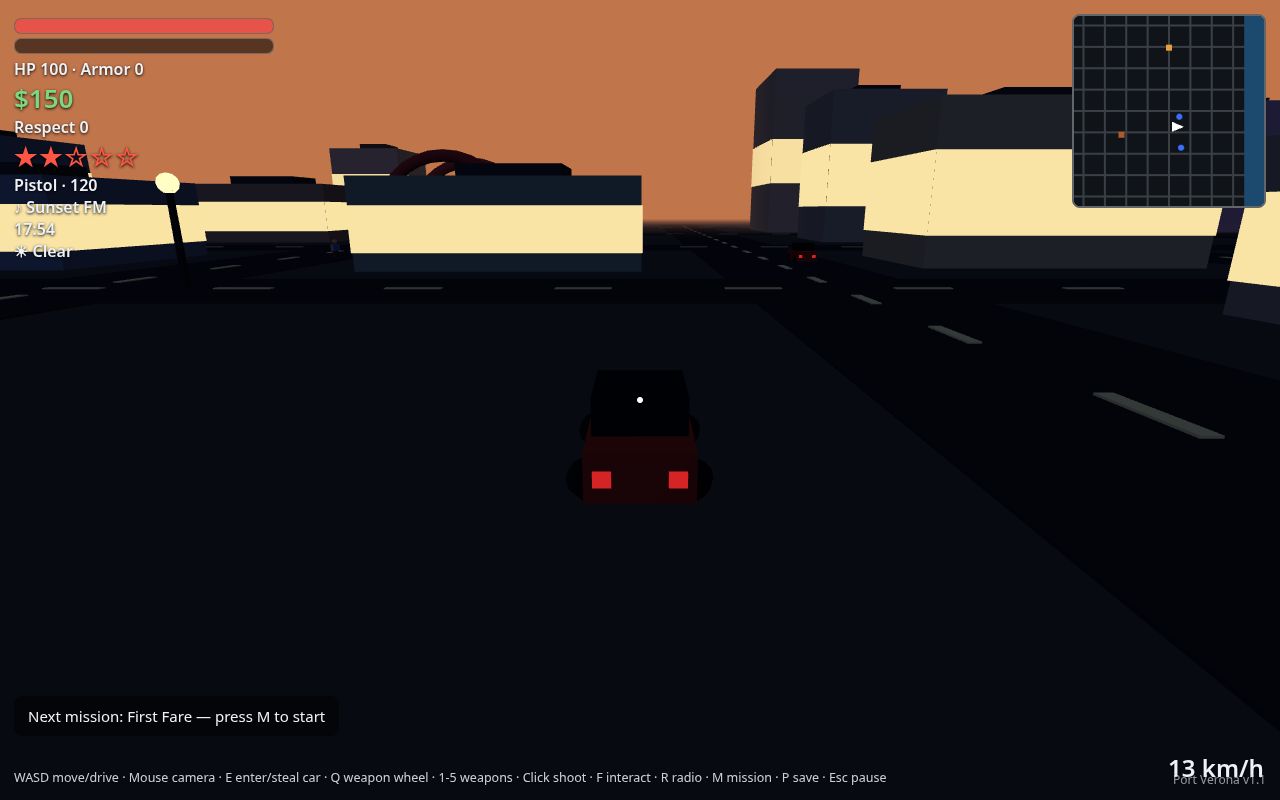 HP 100 · Armor 0
$150
Respect 0
★★☆☆☆
Pistol · 120
♪ Sunset FM
17:54
☀ Clear
Next mission: First Fare — press M to start
WASD move/drive · Mouse camera · E enter/steal car · Q weapon wheel · 1-5 weapons · Click shoot · F interact · R radio · M mission · P save · Esc pause
13 km/h
Port Verona v1.1